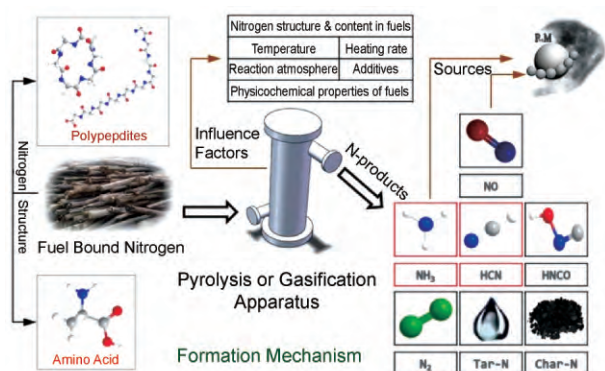 Nitrogen structure & content in fuels
Temperature
Heating rate
Reaction atmosphere
Additives
Physicochemical properties of fuels
P.M
Sources
Polypepdites
Influence
Factors
N-products
NO
Nitrogen
Structure
Fuel Bound Nitrogen
Pyrolysis or Gasification
Apparatus
NH₃
HCN
HNCO
Amino Acid
Formation Mechanism
N₂
Tar-N
Char-N